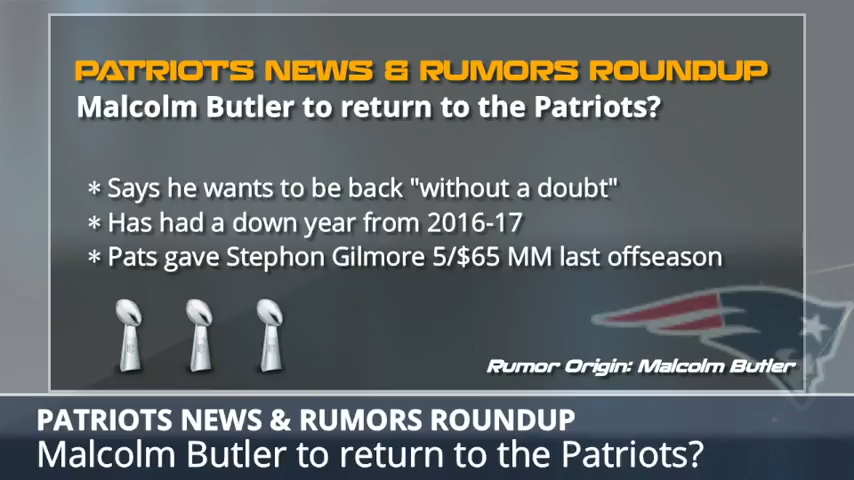 PATRIOTS NEWS & RUMORS ROUNDUP
Malcolm Butler to return to the Patriots?
* Says he wants to be back "without a doubt"
* Has had a down year from 2016-17
* Pats gave Stephon Gilmore 5/$65 MM last offseason
Rumor Origin: Malcolm Butler
PATRIOTS NEWS & RUMORS ROUNDUP
Malcolm Butler to return to the Patriots?